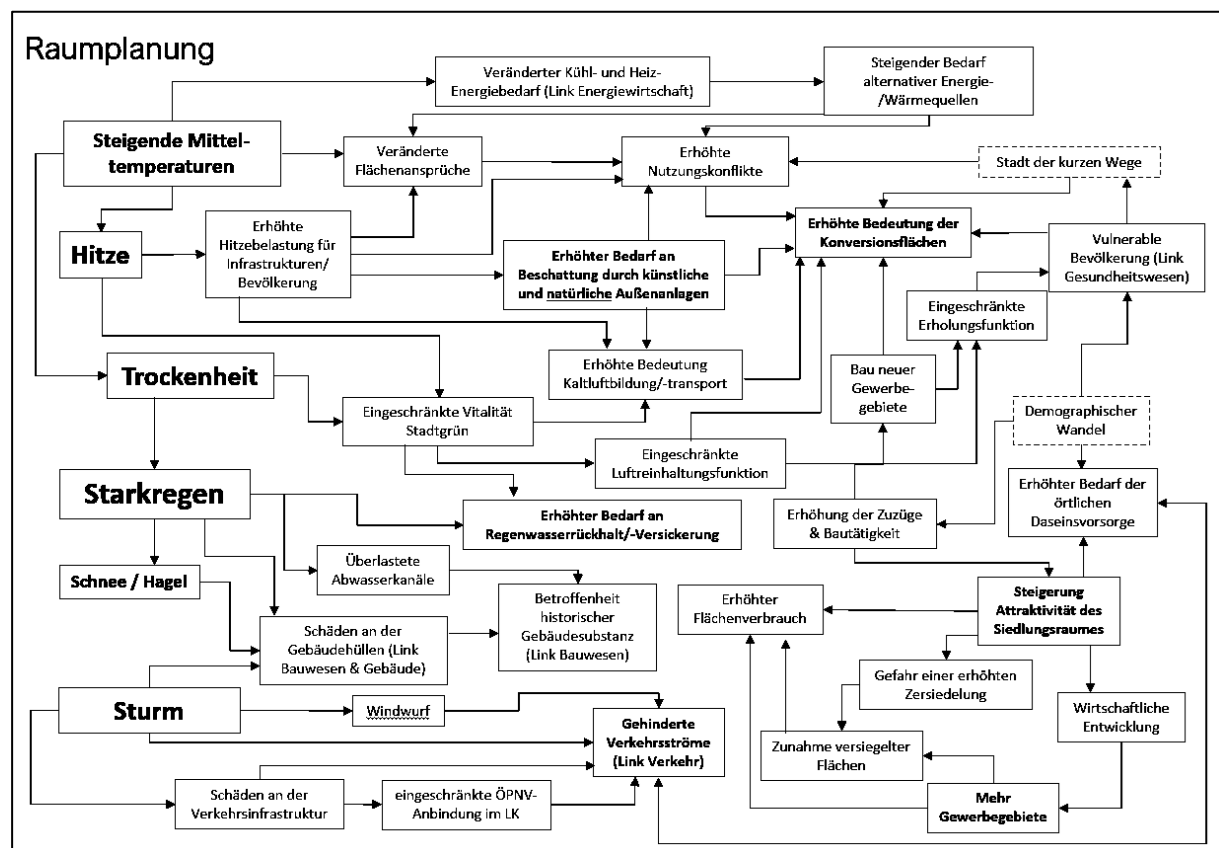 Raumplanung
Veränderter Kühl- und Heiz-
Energiebedarf (Link Energiewirtschaft)
Steigender Bedarf
alternativer Energie-
/Wärmequellen
Steigende Mittel-
temperaturen
Veränderte
Flächenansprüche
Erhöhte
Nutzungskonflikte
Stadt der kurzen Wege
Hitze
Erhöhte
Hitzebelastung für
Infrastrukturen/
Bevölkerung
Erhöhter Bedarf an
Beschattung durch künstliche
und natürliche Außenanlagen
Erhöhte Bedeutung der
Konversionsflächen
Vulnerable
Bevölkerung (Link
Gesundheitswesen)
Eingeschränkte
Erholungsfunktion
Trockenheit
Erhöhte Bedeutung
Kaltluftbildung/-transport
Bau neuer
Gewerbe-
gebiete
Eingeschränkte Vitalität
Stadtgrün
Eingeschränkte
Luftreinhaltungsfunktion
Demographischer
Wandel
Starkregen
Erhöhter Bedarf an
Regenwasserrückhalt/-Versickerung
Erhöhung der Zuzüge
& Bautätigkeit
Erhöhter Bedarf der
örtlichen
Daseinsvorsorge
Schnee / Hagel
Überlastete
Abwasserkanäle
Betroffenheit
historischer
Gebäudesubstanz
(Link Bauwesen)
Erhöhter
Flächenverbrauch
Steigerung
Attraktivität des
Siedlungsraumes
Schäden an der
Gebäudehüllen (Link
Bauwesen & Gebäude)
Gefahr einer erhöhten
Zersiedelung
Sturm
Windwurf
Gehinderte
Verkehrsströme
(Link Verkehr)
Zunahme versiegelter
Flächen
Wirtschaftliche
Entwicklung
Schäden an der
Verkehrsinfrastruktur
eingeschränkte ÖPNV-
Anbindung im LK
Mehr
Gewerbegebiete